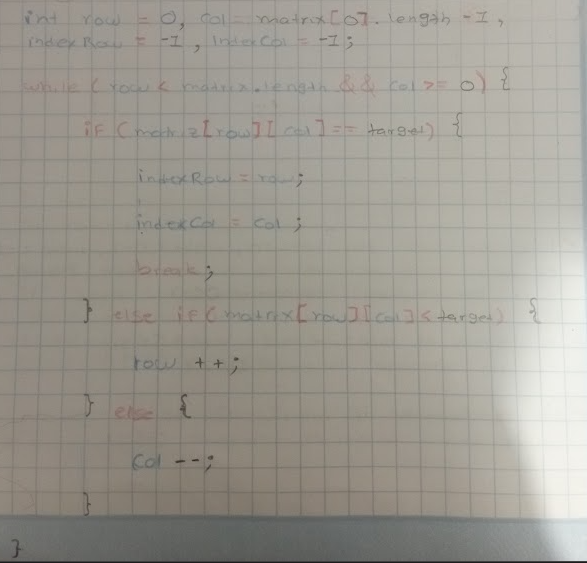 int row = 0, col = matrix[0].length -1,
indexRow = -1, indexCol = -1;
while (row < matrix.length && col >= 0) {
if (matriz[row][col] == target) {
indexRow = row;
indexCol = col;
break;
} else if (matrix[row][col] < target) {
row ++;
} else {
col --;
}
}